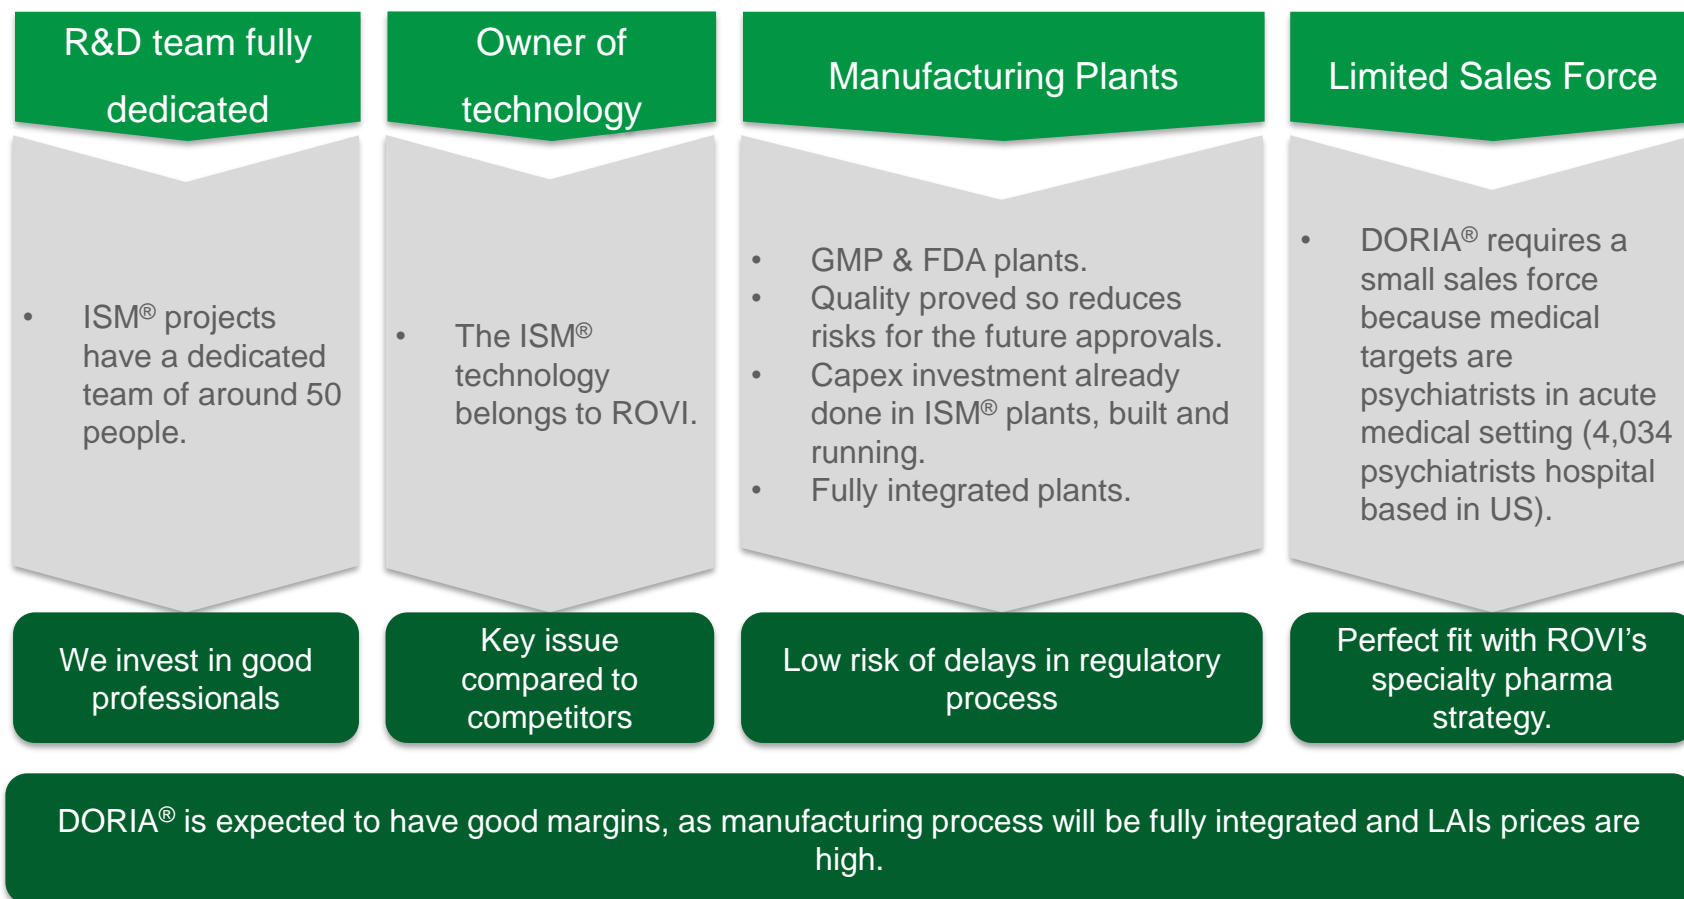 R&D team fully
dedicated
Owner of
technology
Manufacturing Plants
Limited Sales Force
• ISM® projects
have a dedicated
team of around 50
people.
• The ISM®
technology
belongs to ROVI.
• GMP & FDA plants.
• Quality proved so reduces
risks for the future approvals.
• Capex investment already
done in ISM® plants, built and
running.
• Fully integrated plants.
• DORIA® requires a
small sales force
because medical
targets are
psychiatrists in acute
medical setting (4,034
psychiatrists hospital
based in US).
We invest in good
professionals
Key issue
compared to
competitors
Low risk of delays in regulatory
process
Perfect fit with ROVI’s
specialty pharma
strategy.
DORIA® is expected to have good margins, as manufacturing process will be fully integrated and LAIs prices are
high.